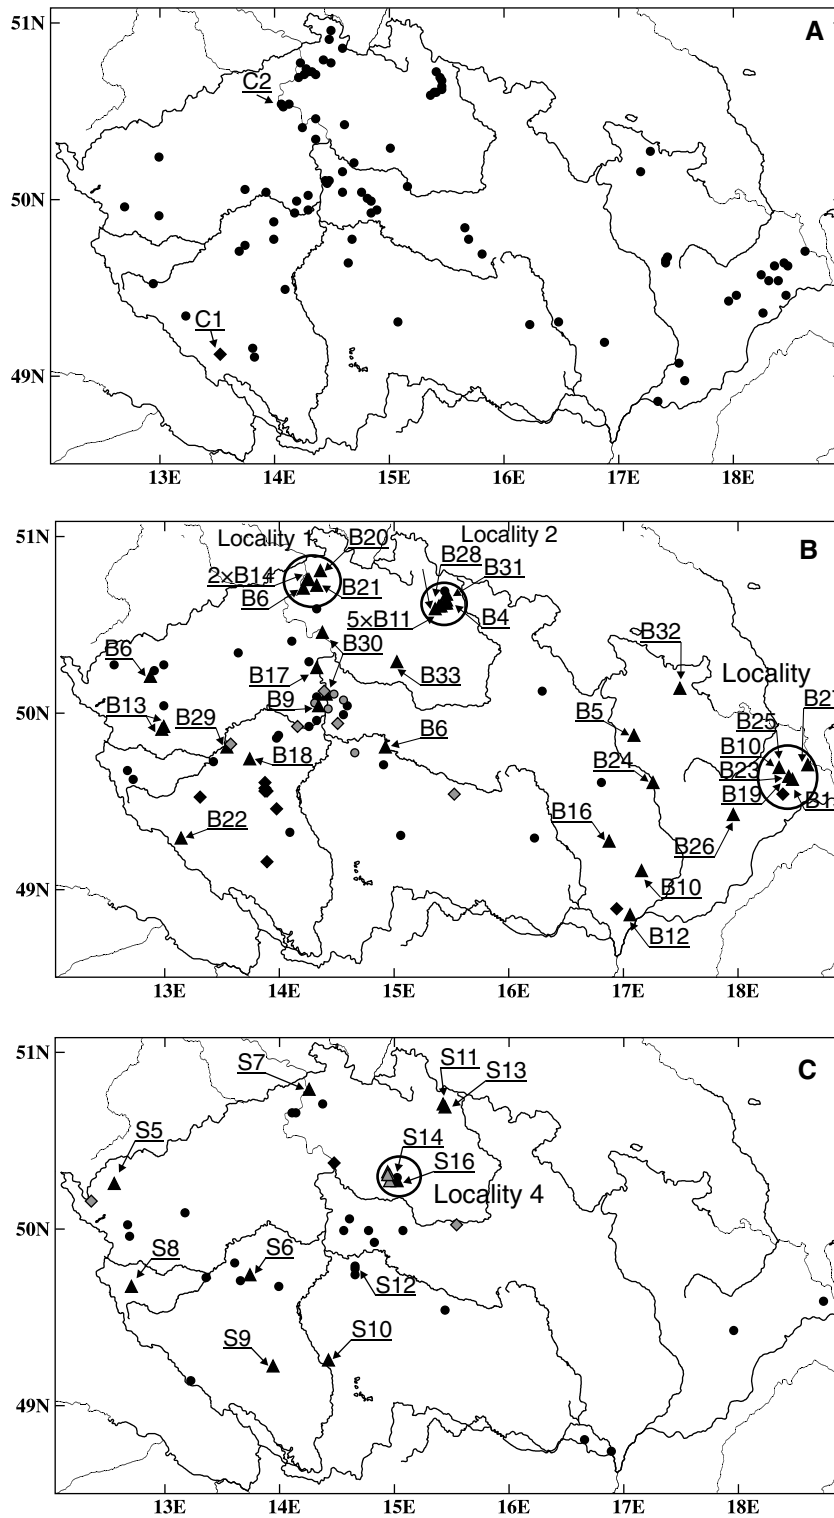 51N
A
C2
50N
C1
49N
13E 14E 15E 16E 17E 18E
51N
B
B20
Locality 1
Locality 2
B28
B31
2×B14
B21
B6
5×B11
B4
B32
B6
B30
B17
B33
Locality
B13
B9
B5
B25
50N
B29
B6
B10
B18
B24
B23
B19
B16
B22
B26
B10
49N
B12
13E 14E 15E 16E 17E 18E
51N
C
S7
S11
S13
S5
S14
S16
Locality 4
50N
S8
S6
S12
S9
S10
49N
13E 14E 15E 16E 17E 18E